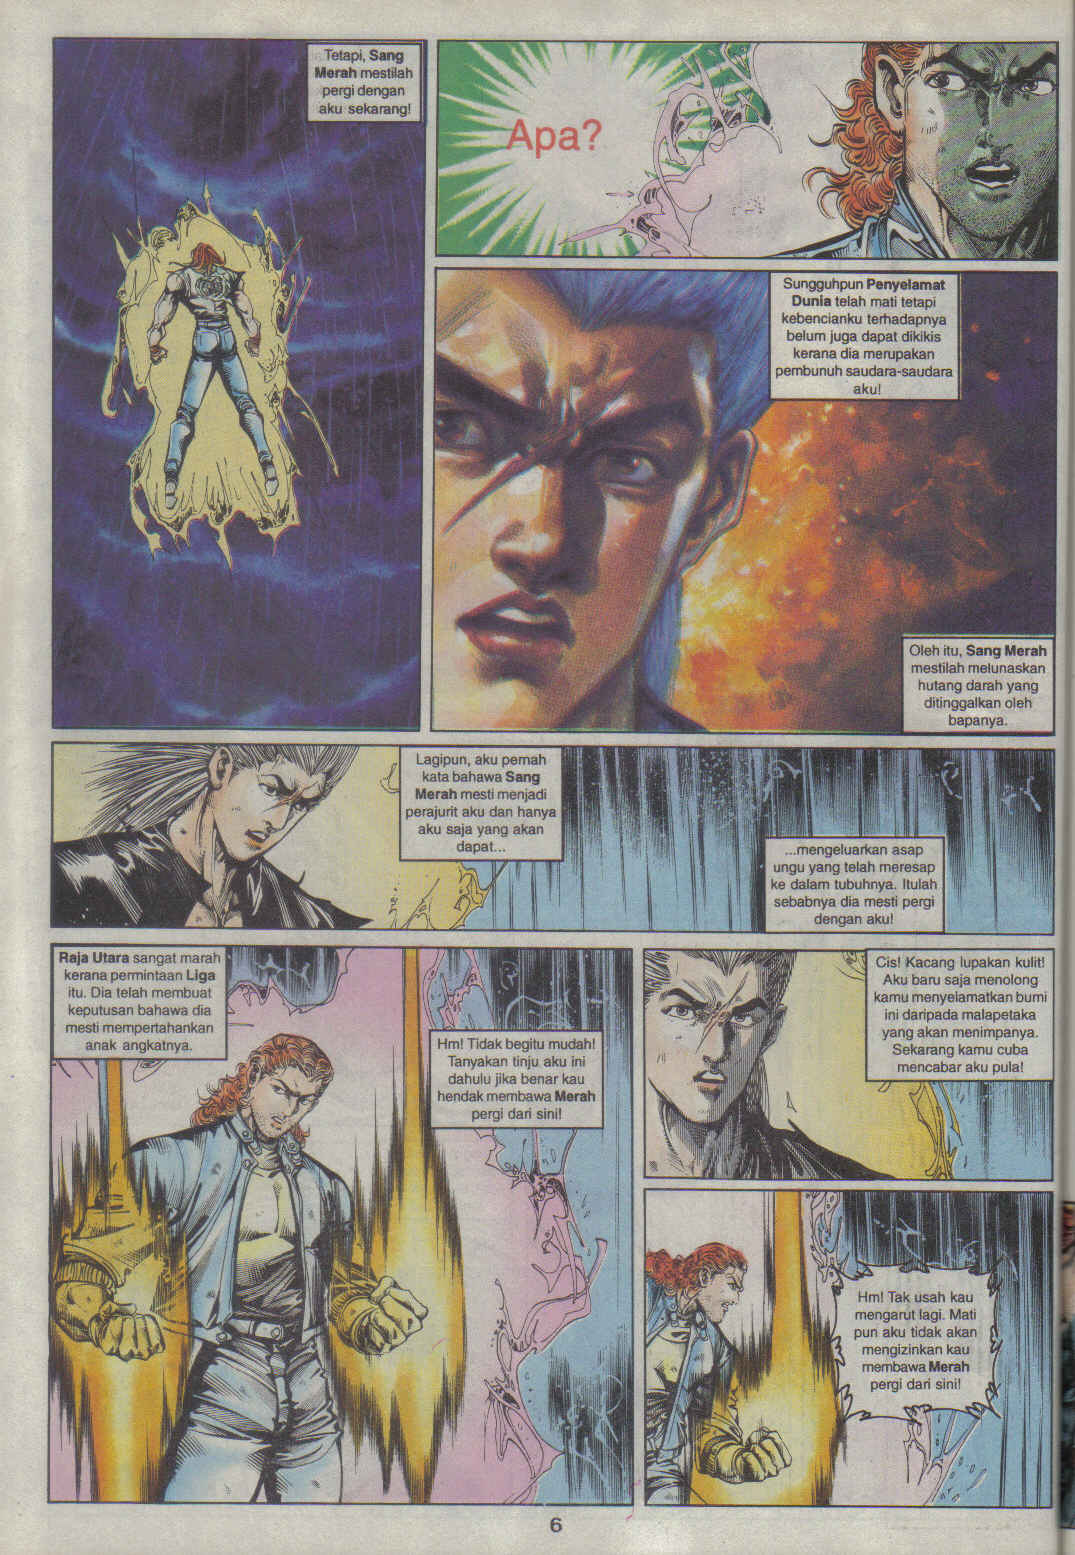 Tetapi, Sang
Merah mestilah
pergi dengan
aku sekarang!
Apa?
Sungguhpun Penyelamat
Dunia telah mati tetapi
kebencianku terhadapnya
belum juga dapat dikikis
kerana dia merupakan
pembunuh saudara-saudara
aku!
Oleh itu, Sang Merah
mestilah melunaskan
hutang darah yang
ditinggalkan oleh
bapanya.
Lagipun, aku pernah
kata bahawa Sang
Merah mesti menjadi
perajurit aku dan hanya
aku saja yang akan
dapat...
...mengeluarkan asap
ungu yang telah meresap
ke dalam tubuhnya. Itulah
sebabnya dia mesti pergi
dengan aku!
Raja Utara sangat marah
kerana permintaan Liga
itu. Dia telah membuat
keputusan bahawa dia
mesti mempertahankan
anak angkatnya.
Hm! Tidak begitu mudah!
Tanyakan tinju aku ini
dahulu jika benar kau
hendak membawa Merah
pergi dari sini!
Cis! Kacang lupakan kulit!
Aku baru saja menolong
kamu menyelamatkan bumi
ini daripada malapetaka
yang akan menimpanya.
Sekarang kamu cuba
mencabar aku pula!
Hm! Tak usah kau
mengarut lagi. Mati
pun aku tidak akan
mengizinkan kau
membawa Merah
pergi dari sini!
6